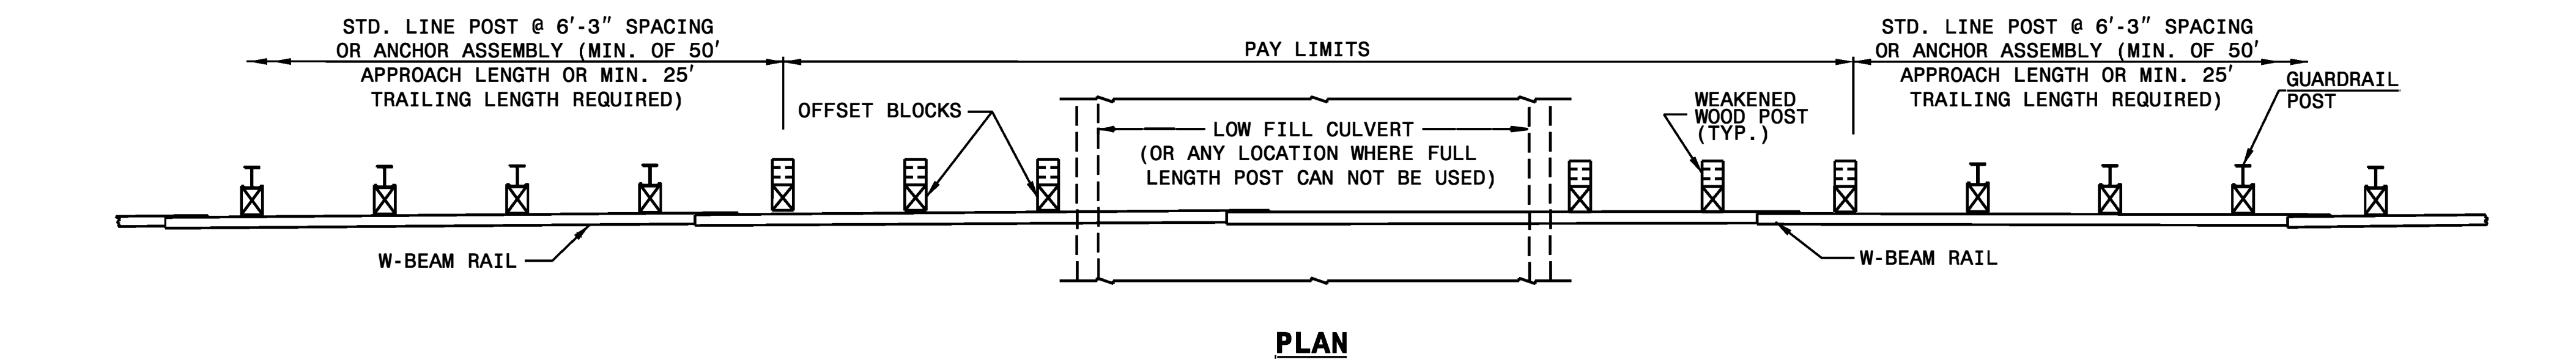 STD. LINE POST @ 6'-3" SPACING
OR ANCHOR ASSEMBLY (MIN. OF 50'
APPROACH LENGTH OR MIN. 25'
TRAILING LENGTH REQUIRED)
PAY LIMITS
STD. LINE POST @ 6'-3" SPACING
OR ANCHOR ASSEMBLY (MIN. OF 50'
APPROACH LENGTH OR MIN. 25'
TRAILING LENGTH REQUIRED)
GUARDRAIL
POST
OFFSET BLOCKS
LOW FILL CULVERT
(OR ANY LOCATION WHERE FULL
LENGTH POST CAN NOT BE USED)
WEAKENED
WOOD POST
(TYP.)
W-BEAM RAIL
W-BEAM RAIL
PLAN